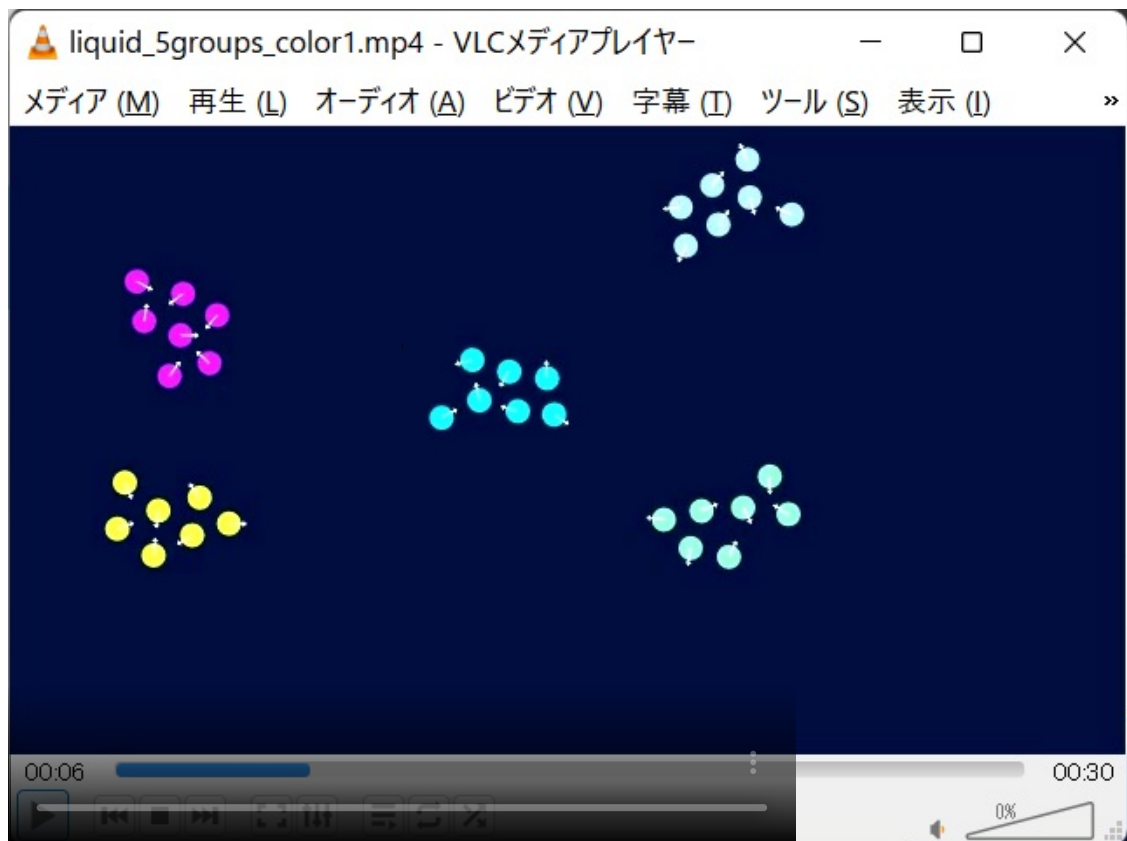 liquid_5groups_color1.mp4 - VLCメディアプレイヤー
メディア (M) 再生 (L) オーディオ (A) ビデオ (V) 字幕 (T) ツール (S) 表示 (I) »
00:06 00:30
0%